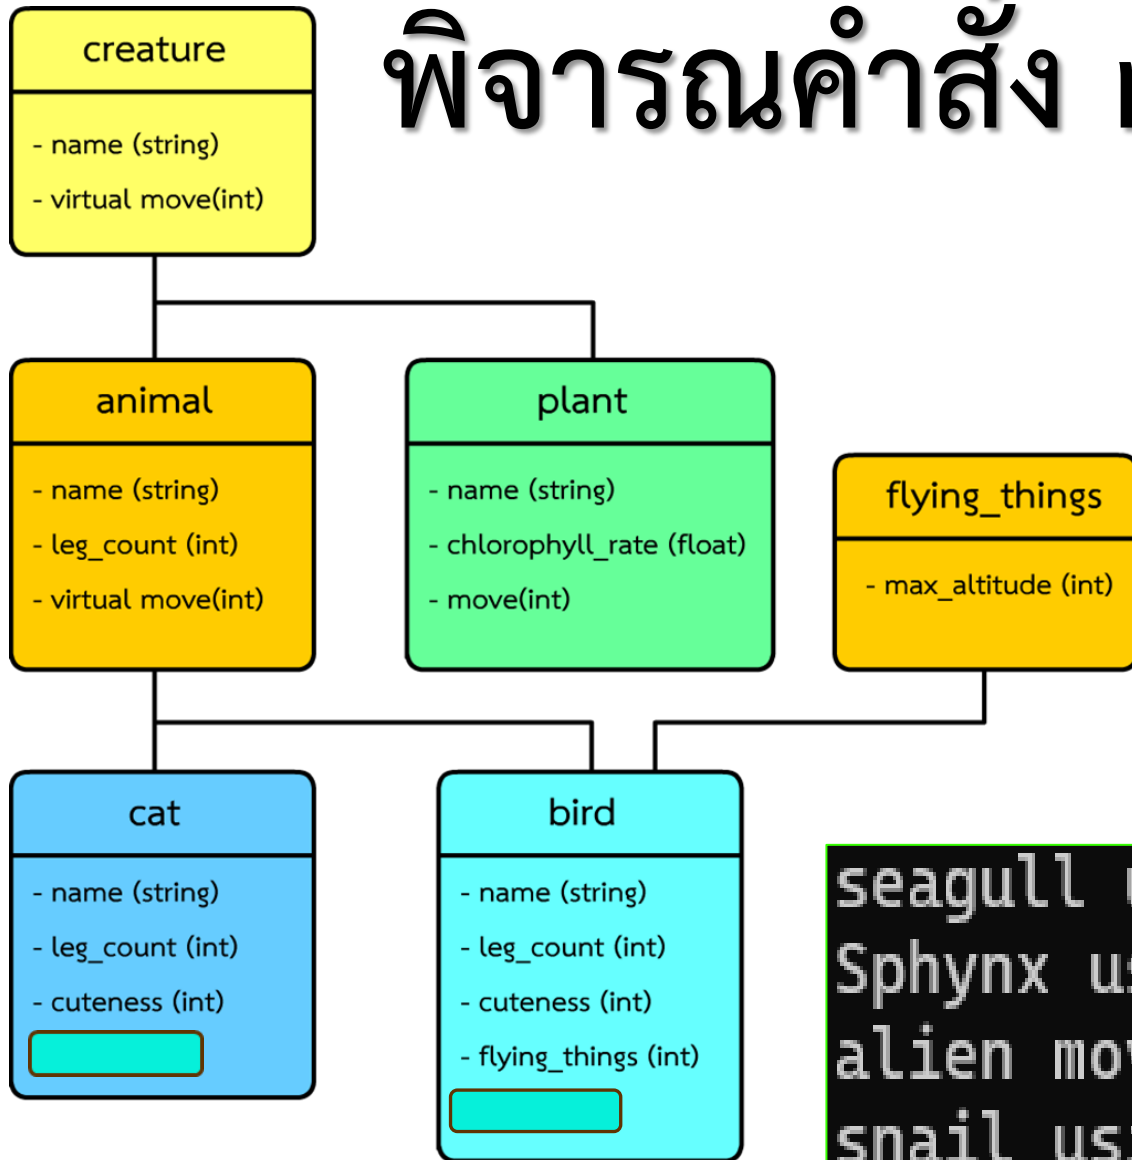 พิจารณคำสั่ง
creature
- name (string)
- virtual move(int)
animal
- name (string)
- leg_count (int)
- virtual move(int)
plant
- name (string)
- chlorophyll_rate (float)
- move(int)
flying_things
- max_altitude (int)
cat
- name (string)
- leg_count (int)
- cuteness (int)
bird
- name (string)
- leg_count (int)
- cuteness (int)
- flying_things (int)
seagull
Sphynx
alien
snail